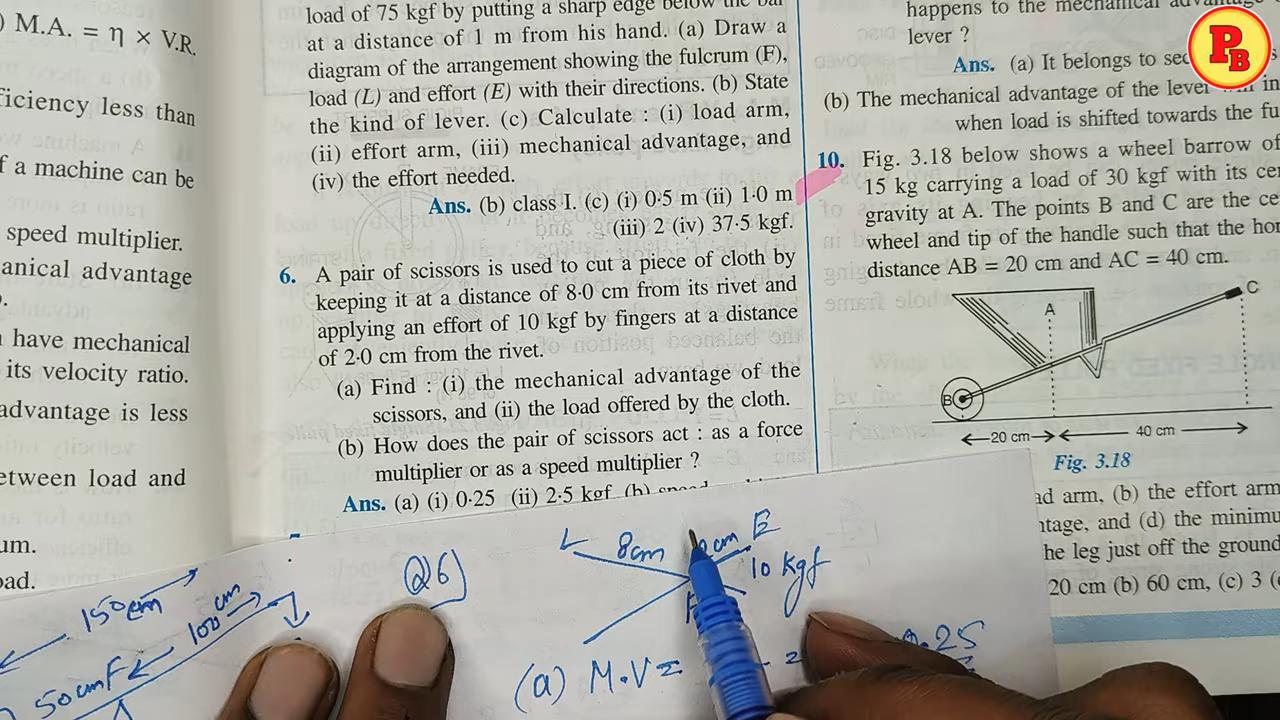 ) M.A. = η × V.R.
ficiency less than
f a machine can be
speed multiplier.
anical advantage
have mechanical
its velocity ratio.
advantage is less
etween load and
um.
oad.
load of 75 kgf by putting a sharp edge below the bar
at a distance of 1 m from his hand. (a) Draw a
diagram of the arrangement showing the fulcrum (F),
load (L) and effort (E) with their directions. (b) State
the kind of lever. (c) Calculate : (i) load arm,
(ii) effort arm, (iii) mechanical advantage, and
(iv) the effort needed.
Ans. (b) class I. (c) (i) 0·5 m (ii) 1·0 m
(iii) 2 (iv) 37·5 kgf.
6. A pair of scissors is used to cut a piece of cloth by
keeping it at a distance of 8·0 cm from its rivet and
applying an effort of 10 kgf by fingers at a distance
of 2·0 cm from the rivet.
(a) Find : (i) the mechanical advantage of the
scissors, and (ii) the load offered by the cloth.
(b) How does the pair of scissors act : as a force
multiplier or as a speed multiplier ?
Ans. (a) (i) 0·25 (ii) 2·5 kgf (b) speed
happens to the mechanical advantage
lever ?
Ans. (a) It belongs to
(b) The mechanical advantage of the lever in
when load is shifted towards the fu
10. Fig. 3.18 below shows a wheel barrow of
15 kg carrying a load of 30 kgf with its ce
gravity at A. The points B and C are the ce
wheel and tip of the handle such that the hor
distance AB = 20 cm and AC = 40 cm.
A
C
B
20 cm
40 cm
Fig. 3.18
ad arm, (b) the effort arm
ntage, and (d) the minimu
he leg just off the ground
20 cm (b) 60 cm, (c) 3 (
PB
Q6)
L 8cm cm E
10 kgf
F
(a) M.V =
= 0.25
150cm
100cm
50cm F